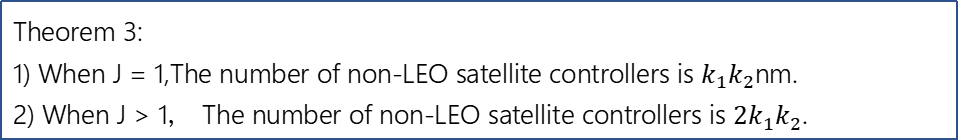 Theorem 3:
1) When J = 1,The number of non-LEO satellite controllers is 𝑘₁𝑘₂nm.
2) When J > 1,  The number of non-LEO satellite controllers is 2𝑘₁𝑘₂.